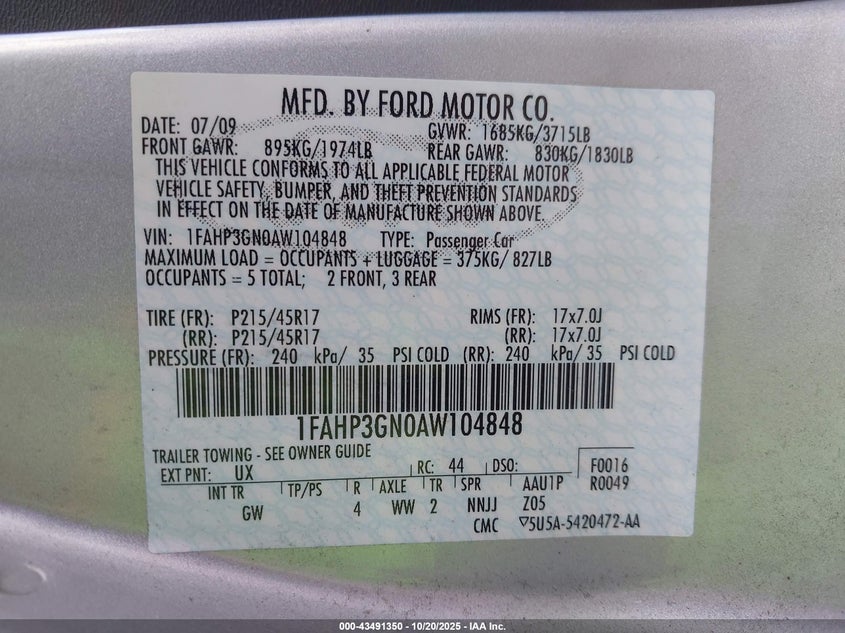 MFD. BY FORD MOTOR CO.
DATE: 07/09 GVWR: 1685KG/3715LB
FRONT GAWR: 895KG/1974LB REAR GAWR: 830KG/1830LB
THIS VEHICLE CONFORMS TO ALL APPLICABLE FEDERAL MOTOR
VEHICLE SAFETY, BUMPER, AND THEFT PREVENTION STANDARDS
IN EFFECT ON THE DATE OF MANUFACTURE SHOWN ABOVE.
VIN: 1FAHP3GN0AW104848 TYPE: Passenger Car
MAXIMUM LOAD = OCCUPANTS + LUGGAGE = 375KG/ 827LB
OCCUPANTS = 5 TOTAL; 2 FRONT, 3 REAR
TIRE (FR): P215/45R17 RIMS (FR): 17x7.0J
(RR): P215/45R17 (RR): 17x7.0J
PRESSURE (FR): 240 kPa/ 35 PSI COLD (RR): 240 kPa/ 35 PSI COLD
1FAHP3GN0AW104848
TRAILER TOWING - SEE OWNER GUIDE
EXT PNT: UX RC: 44 DSO: F0016
INT TR TP/PS R AXLE TR SPR AAU1P R0049
GW 4 WW 2 NNJJ Z05
CMC ▽5U5A-5420472-AA
000-43491350 - 10/20/2025 - IAA Inc.